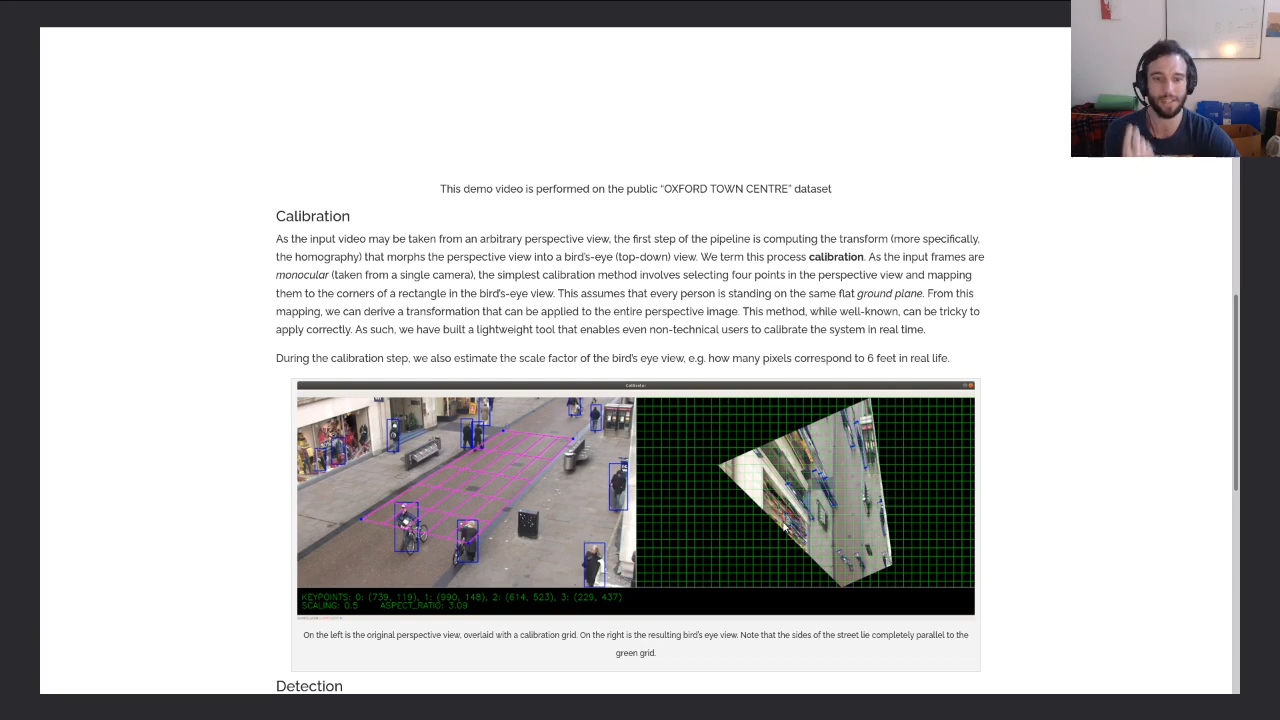 This demo video is performed on the public “OXFORD TOWN CENTRE” dataset
Calibration
As the input video may be taken from an arbitrary perspective view, the first step of the pipeline is computing the transform (more specifically,
the homography) that morphs the perspective view into a bird’s-eye (top-down) view. We term this process calibration. As the input frames are
monocular (taken from a single camera), the simplest calibration method involves selecting four points in the perspective view and mapping
them to the corners of a rectangle in the bird’s-eye view. This assumes that every person is standing on the same flat ground plane. From this
mapping, we can derive a transformation that can be applied to the entire perspective image. This method, while well-known, can be tricky to
apply correctly. As such, we have built a lightweight tool that enables even non-technical users to calibrate the system in real time.
During the calibration step, we also estimate the scale factor of the bird’s eye view, e.g. how many pixels correspond to 6 feet in real life.
Calibrator
KEYPOINTS: 0: (739, 119), 1: (990, 148), 2: (614, 523), 3: (229, 437)
SCALING: 0.5 ASPECT_RATIO: 3.09
On the left is the original perspective view, overlaid with a calibration grid. On the right is the resulting bird’s eye view. Note that the sides of the street lie completely parallel to the
green grid.
Detection